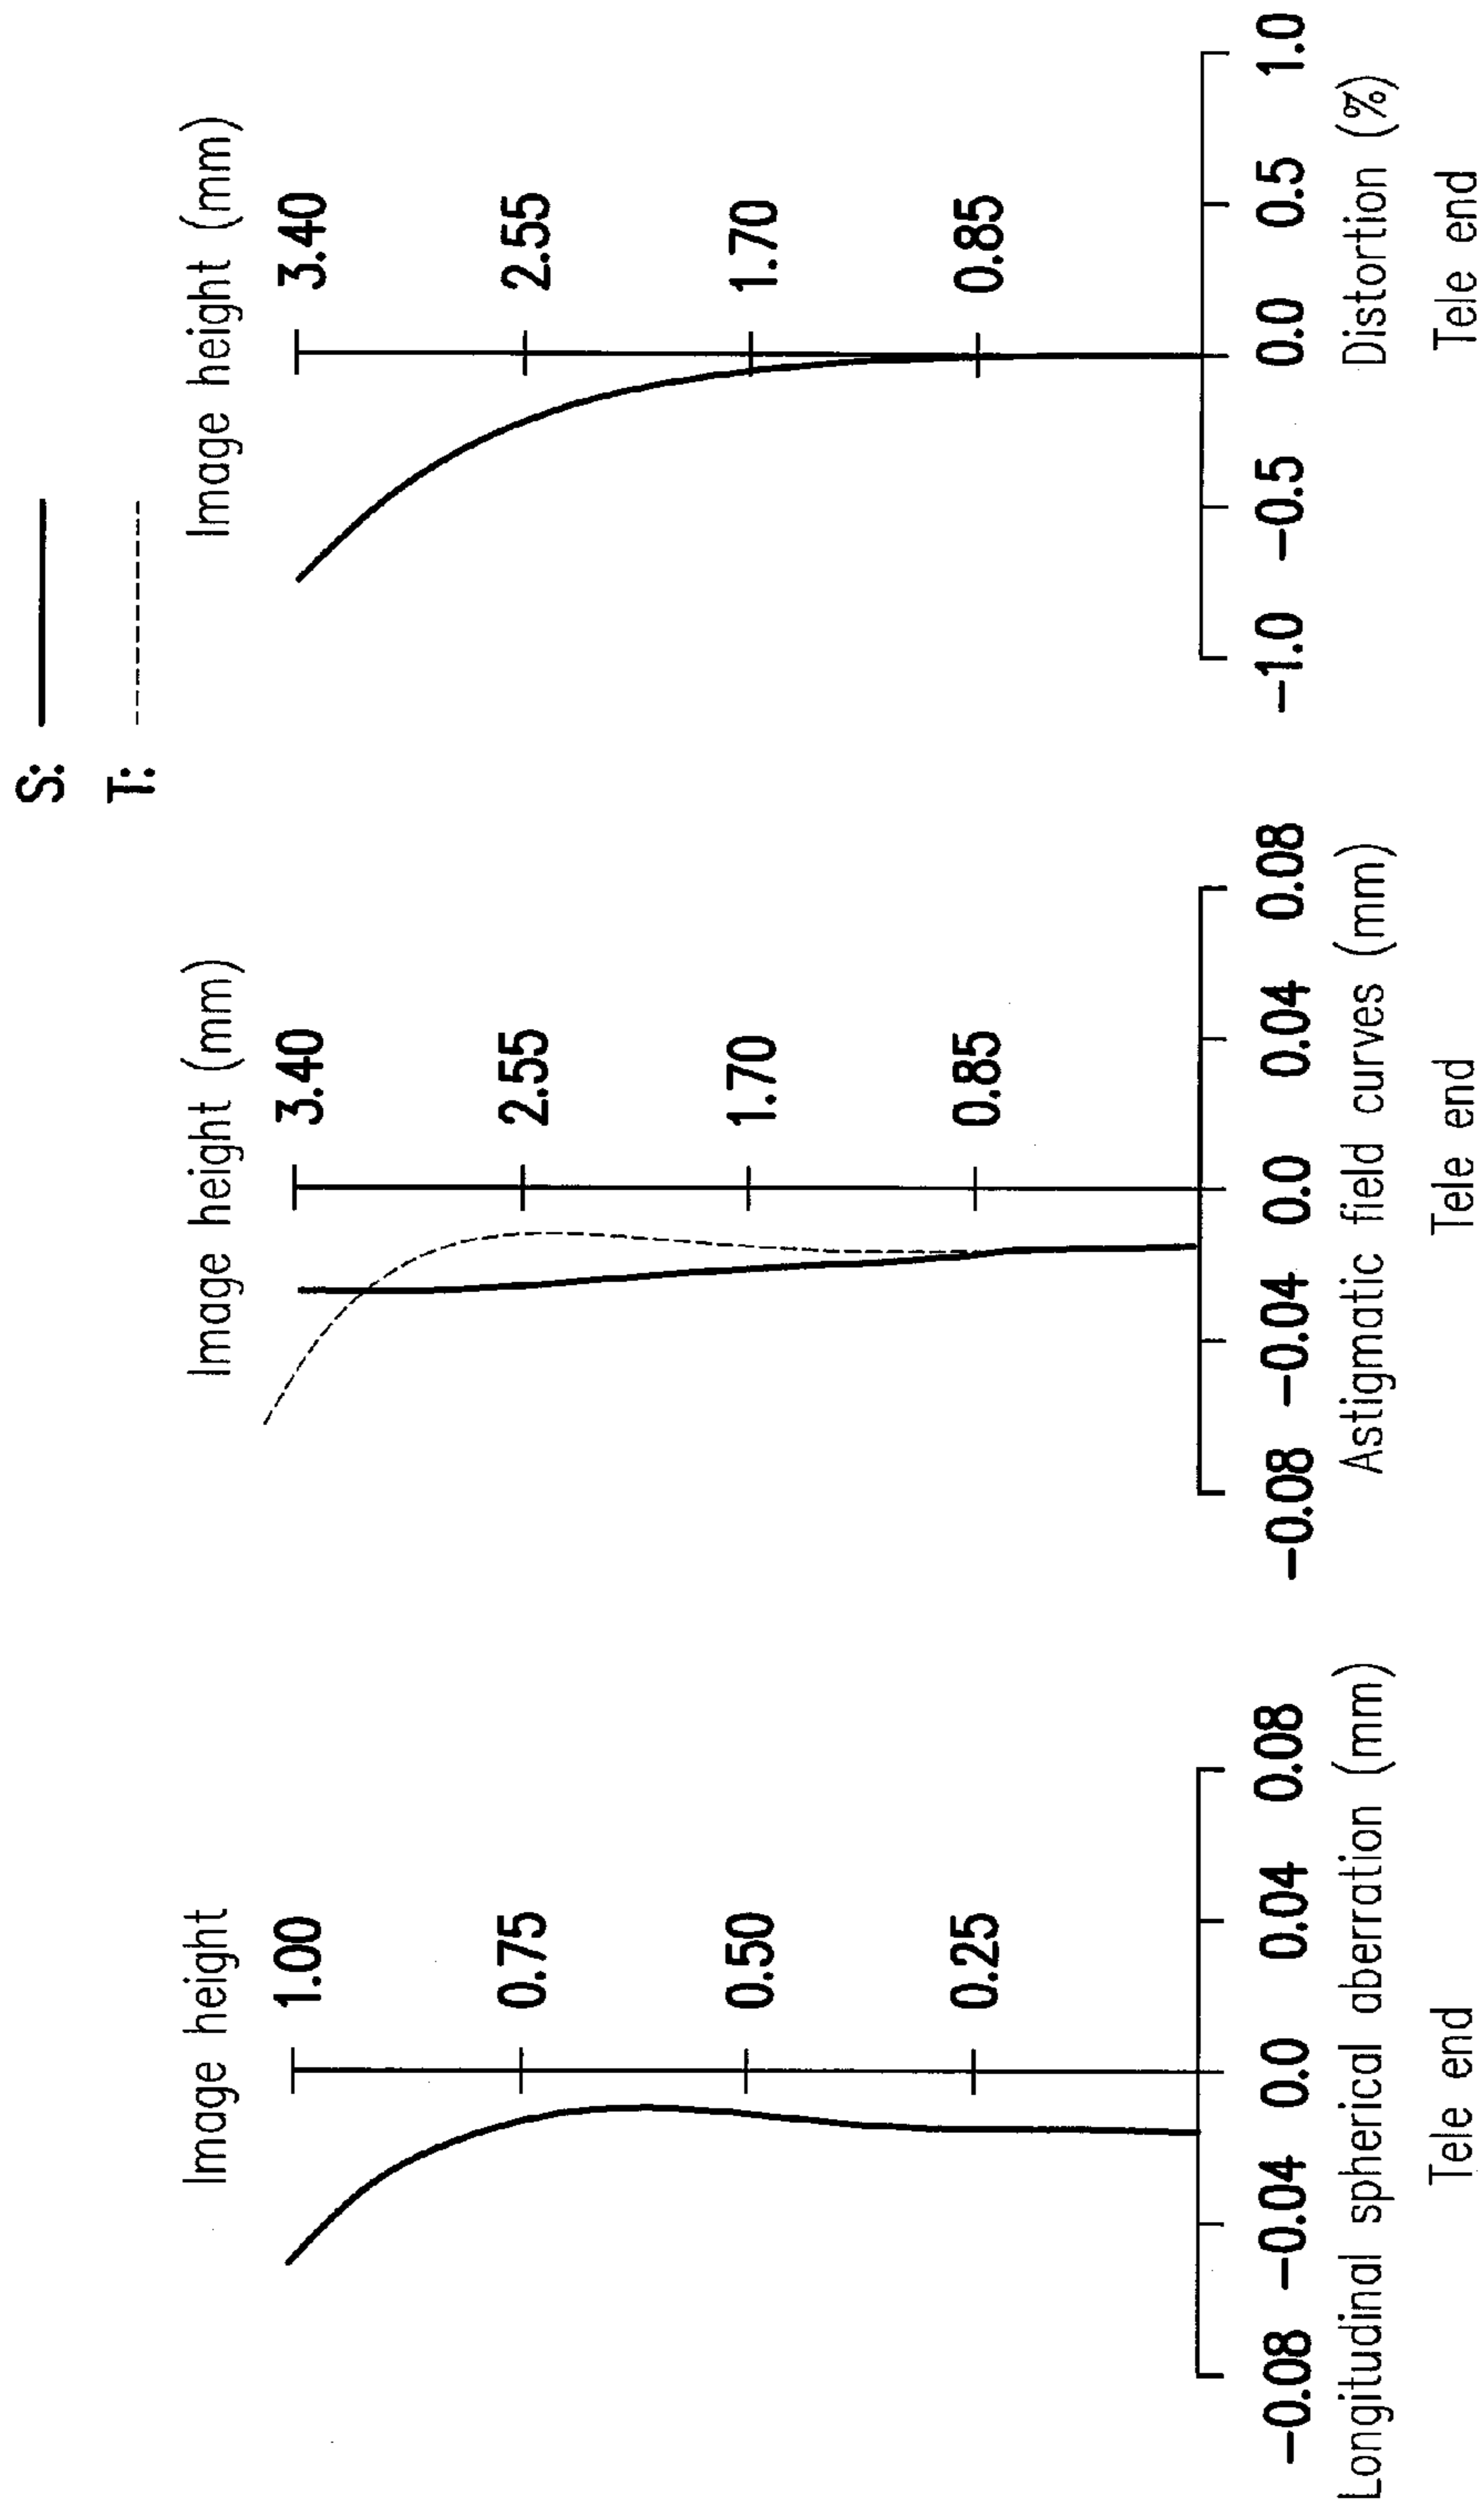 S:
T:
Image height
1.00
0.75
0.50
0.25
-0.08 -0.04 0.0 0.04 0.08
Longitudinal spherical aberration (mm)
Tele end
Image height (mm)
3.40
2.55
1.70
0.85
-0.08 -0.04 0.0 0.04 0.08
Astigmatic field curves (mm)
Tele end
Image height (mm)
3.40
2.55
1.70
0.85
-1.0 -0.5 0.0 0.5 1.0
Distortion (%)
Tele end